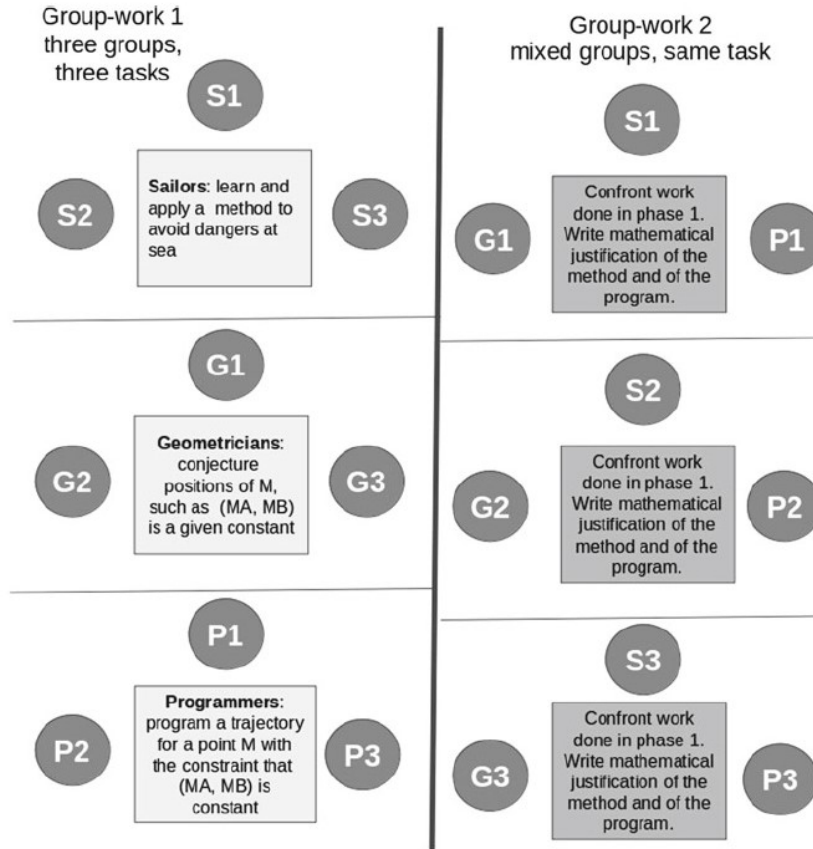 Group-work 1
three groups,
three tasks
S1
Sailors: learn and
apply a method to
avoid dangers at
sea
S2
S3
G1
Geometricians:
conjecture
positions of M,
such as (MA, MB)
is a given constant
G2
G3
P1
Programmers:
program a trajectory
for a point M with
the constraint that
(MA, MB) is
constant
P2
P3
Group-work 2
mixed groups, same task
S1
Confront work
done in phase 1.
Write mathematical
justification of the
method and of the
program.
G1
P1
S2
Confront work
done in phase 1.
Write mathematical
justification of the
method and of the
program.
G2
P2
S3
Confront work
done in phase 1.
Write mathematical
justification of the
method and of the
program.
G3
P3